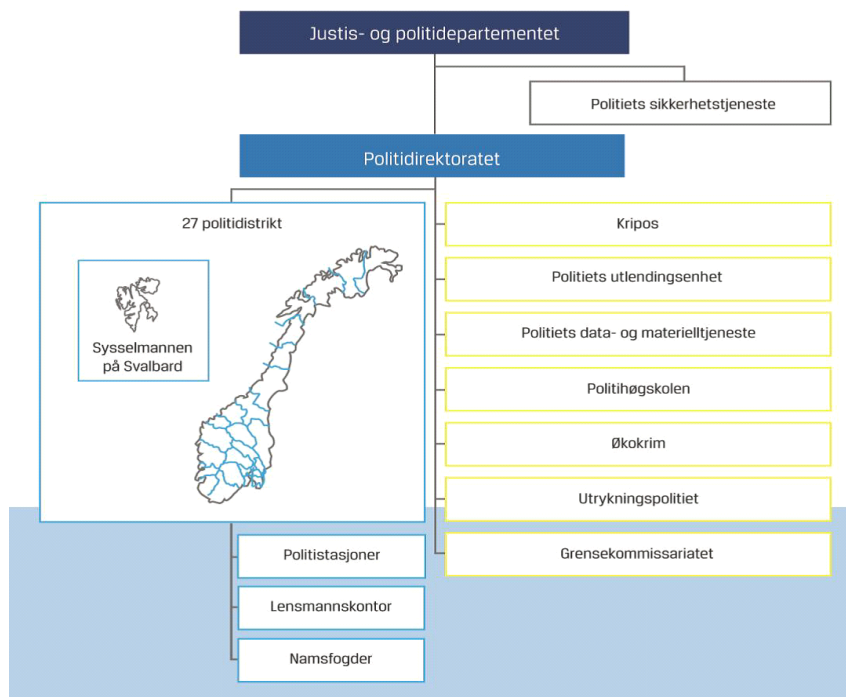 Justis- og politidepartementet
Politiets sikkerhetstjeneste
Politidirektoratet
27 politidistrikt
Sysselmannen
på Svalbard
Kripos
Politiets utlendingsenhet
Politiets data- og materielltjeneste
Politihøgskolen
Økokrim
Utrykningspolitiet
Grensekommissariatet
Politistasjoner
Lensmannskontor
Namsfogder